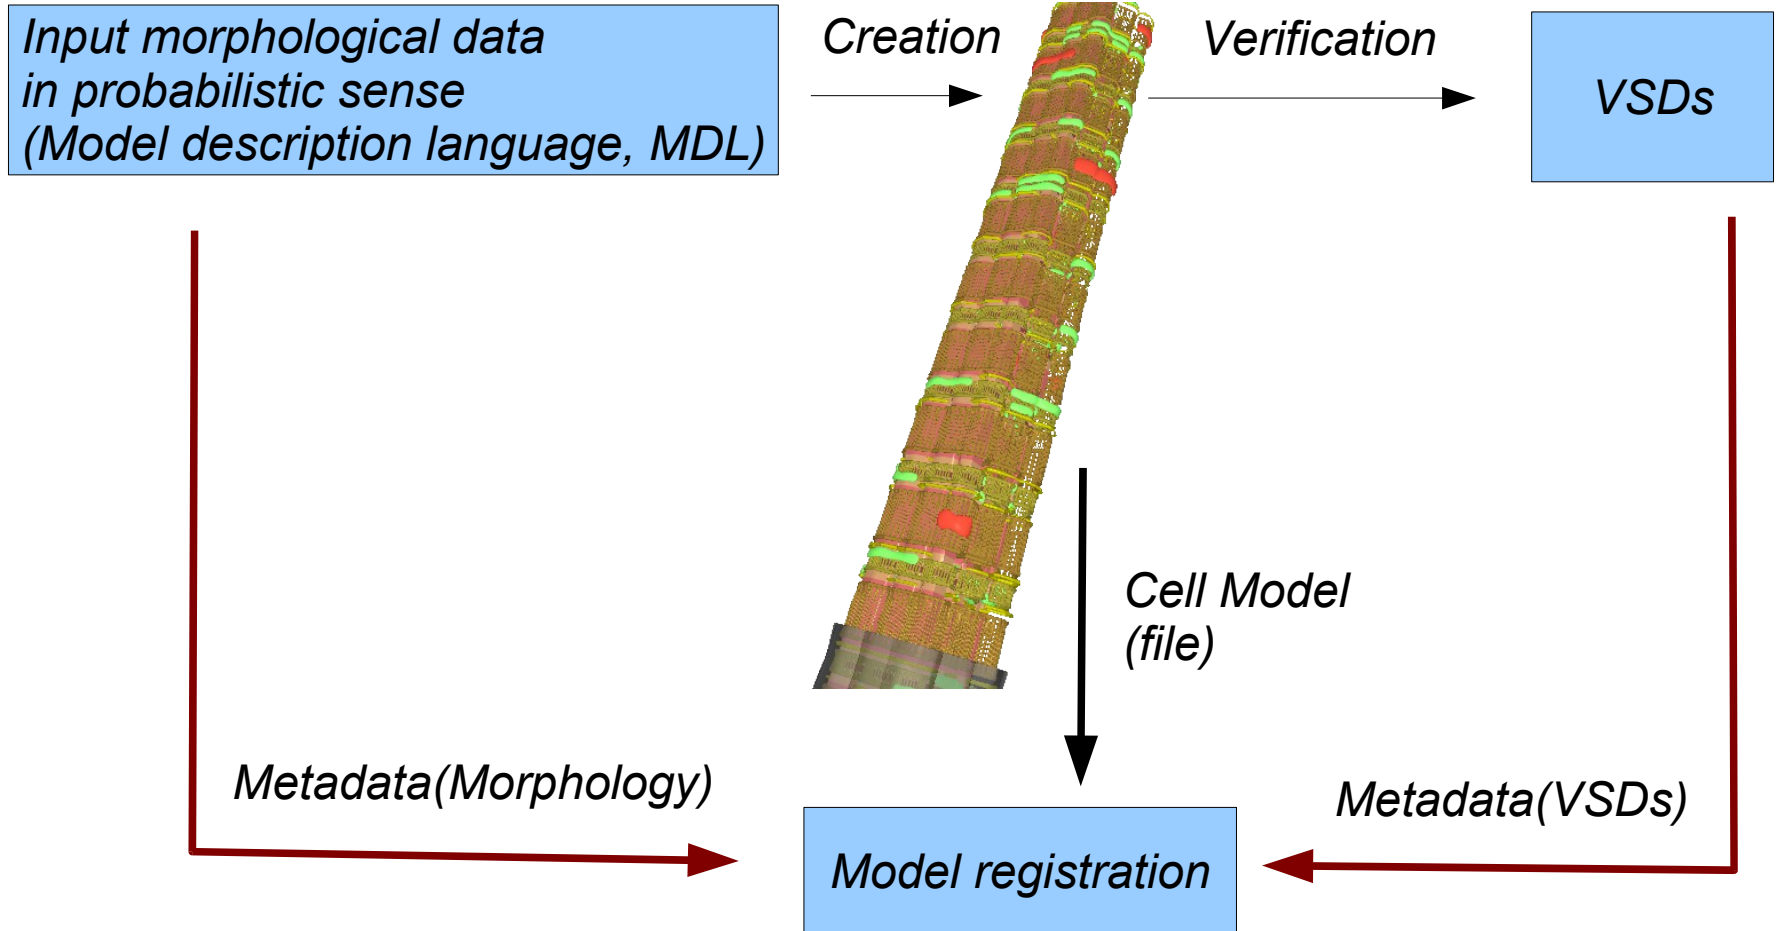 Input morphological data
in probabilistic sense
(Model description language, MDL)
Creation
Verification
VSDs
Cell Model
(file)
Metadata(Morphology)
Metadata(VSDs)
Model registration